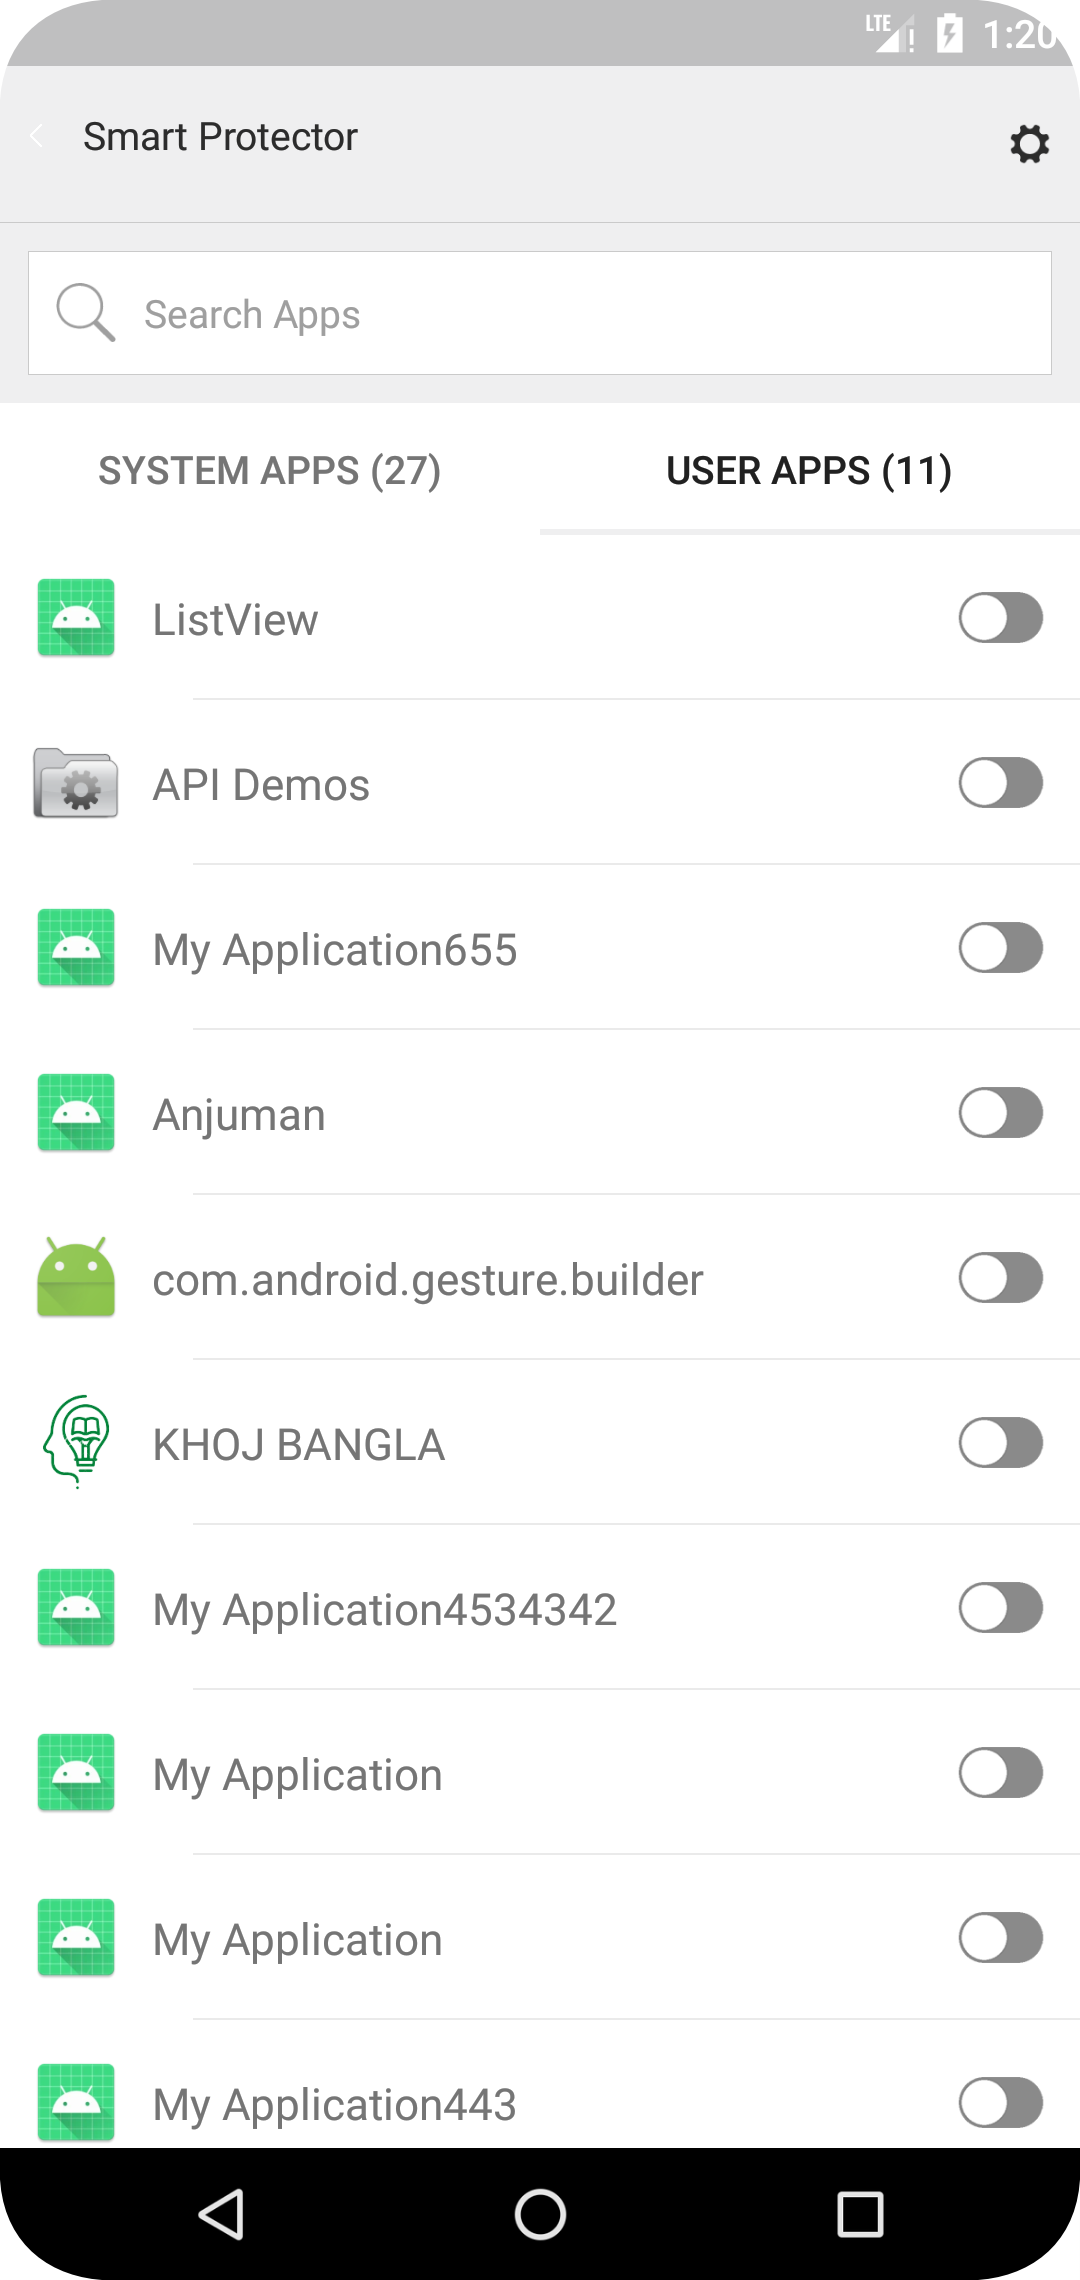 LTE 1:20
Smart Protector
Search Apps
SYSTEM APPS (27) USER APPS (11)
ListView
API Demos
My Application655
Anjuman
com.android.gesture.builder
KHOJ BANGLA
My Application4534342
My Application
My Application
My Application443